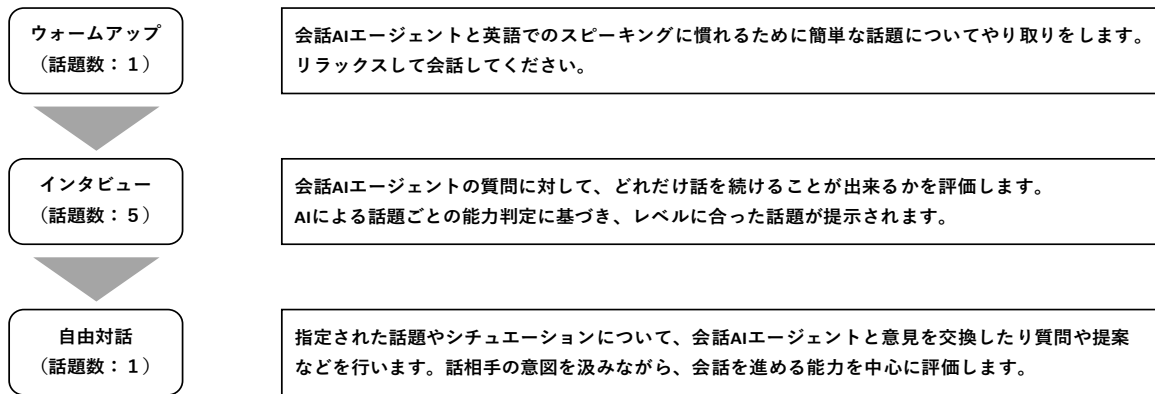 ウォームアップ
（話題数：１）
会話AIエージェントと英語でのスピーキングに慣れるために簡単な話題についてやり取りをします。
リラックスして会話してください。
インタビュー
（話題数：５）
会話AIエージェントの質問に対して、どれだけ話を続けることが出来るかを評価します。
AIによる話題ごとの能力判定に基づき、レベルに合った話題が提示されます。
自由対話
（話題数：１）
指定された話題やシチュエーションについて、会話AIエージェントと意見を交換したり質問や提案
などを行います。話相手の意図を汲みながら、会話を進める能力を中心に評価します。